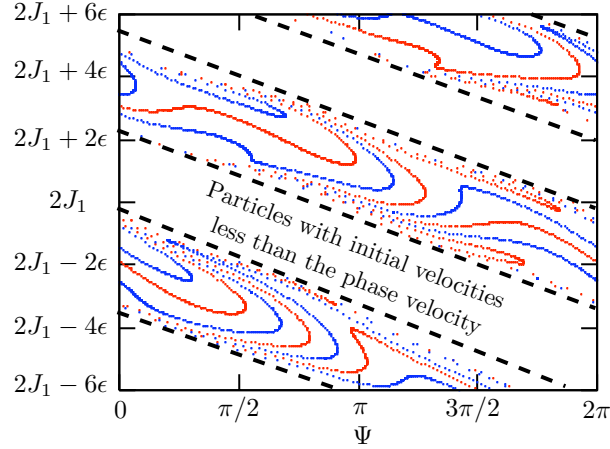 2J₁ + 6ϵ
2J₁ + 4ϵ
2J₁ + 2ϵ
2J₁
2J₁ − 2ϵ
2J₁ − 4ϵ
2J₁ − 6ϵ
Particles with initial velocities
less than the phase velocity
0
π/2
π
3π/2
2π
Ψ